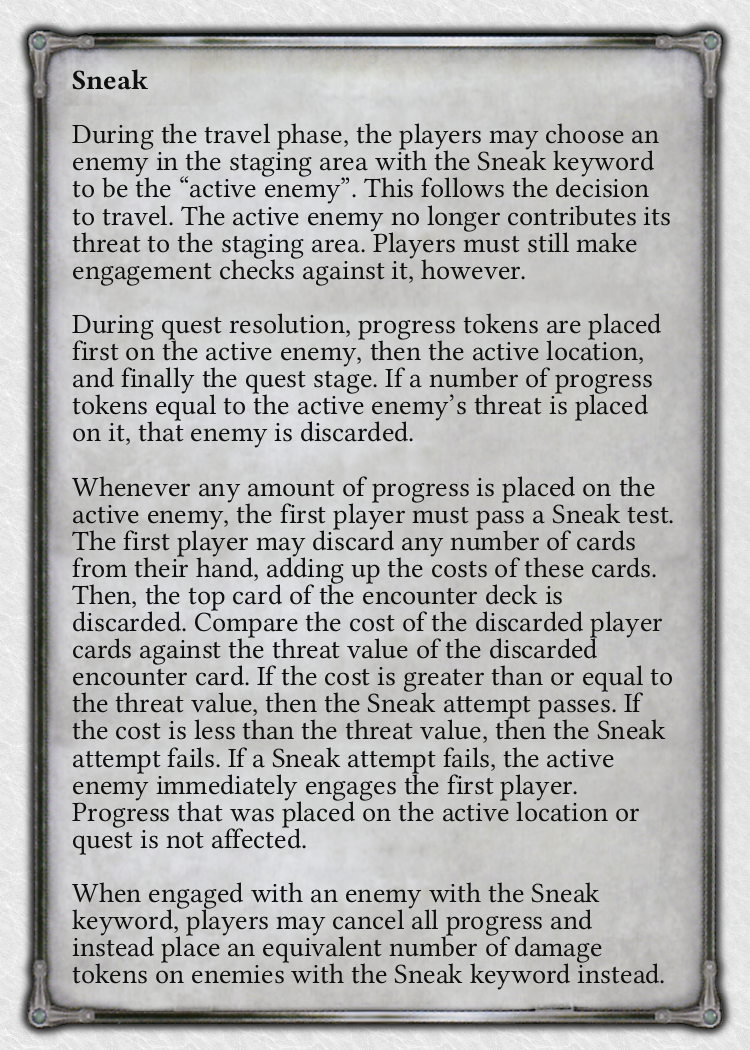 Sneak
During the travel phase, the players may choose an
enemy in the staging area with the Sneak keyword
to be the “active enemy”. This follows the decision
to travel. The active enemy no longer contributes its
threat to the staging area. Players must still make
engagement checks against it, however.
During quest resolution, progress tokens are placed
first on the active enemy, then the active location,
and finally the quest stage. If a number of progress
tokens equal to the active enemy’s threat is placed
on it, that enemy is discarded.
Whenever any amount of progress is placed on the
active enemy, the first player must pass a Sneak test.
The first player may discard any number of cards
from their hand, adding up the costs of these cards.
Then, the top card of the encounter deck is
discarded. Compare the cost of the discarded player
cards against the threat value of the discarded
encounter card. If the cost is greater than or equal to
the threat value, then the Sneak attempt passes. If
the cost is less than the threat value, then the Sneak
attempt fails. If a Sneak attempt fails, the active
enemy immediately engages the first player.
Progress that was placed on the active location or
quest is not affected.
When engaged with an enemy with the Sneak
keyword, players may cancel all progress and
instead place an equivalent number of damage
tokens on enemies with the Sneak keyword instead.